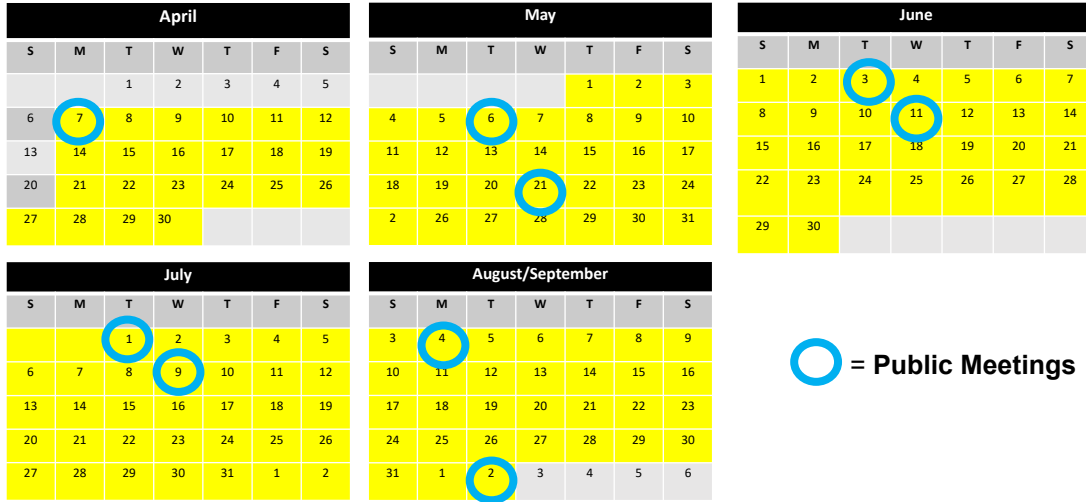 April
S M T W T F S
1 2 3 4 5
6 7 8 9 10 11 12
13 14 15 16 17 18 19
20 21 22 23 24 25 26
27 28 29 30
May
S M T W T F S
1 2 3
4 5 6 7 8 9 10
11 12 13 14 15 16 17
18 19 20 21 22 23 24
2 26 27 28 29 30 31
June
S M T W T F S
1 2 3 4 5 6 7
8 9 10 11 12 13 14
15 16 17 18 19 20 21
22 23 24 25 26 27 28
29 30
July
S M T W T F S
1 2 3 4 5
6 7 8 9 10 11 12
13 14 15 16 17 18 19
20 21 22 23 24 25 26
27 28 29 30 31 1 2
August/September
S M T W T F S
3 4 5 6 7 8 9
10 11 12 13 14 15 16
17 18 19 20 21 22 23
24 25 26 27 28 29 30
31 1 2 3 4 5 6
= Public Meetings